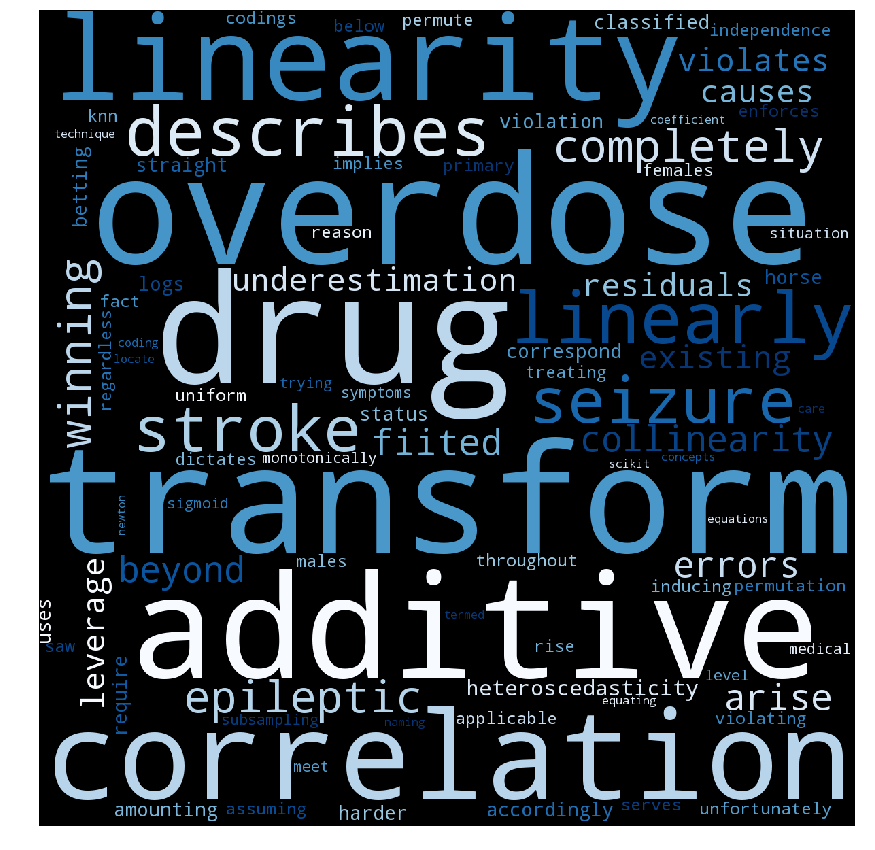 codings
below
permute
classified
independence
linearity
violates
causes
knn
technique
describes
violation
coefficient
enforces
completely
straight
implies
primary
females
betting
overdose
reason
situation
winning
logs
underestimation
residuals
horse
fact
regardless
drug
linearly
coding
locate
correspond
existing
treating
trying
symptoms
uniform
seizure
care
stroke
status
fiited
collinearity
dictates
monotonically
scikit
concepts
transform
sigmoid
newton
equations
beyond
males
throughout
errors
leverage
inducing
permutation
additive
uses
termed
saw
rise
medical
require
epileptic
heteroscedasticity
level
equating
arise
subsampling
naming
applicable
violating
correlation
meet
amounting
assuming
harder
accordingly
serves
unfortunately